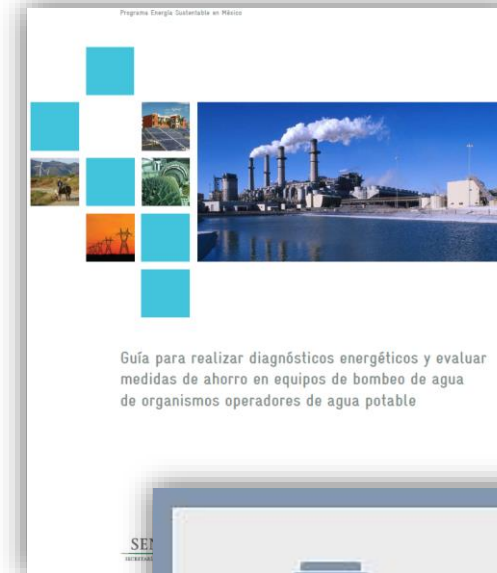 Programa Energía Sustentable en México
Guía para realizar diagnósticos energéticos y evaluar
medidas de ahorro en equipos de bombeo de agua
de organismos operadores de agua potable